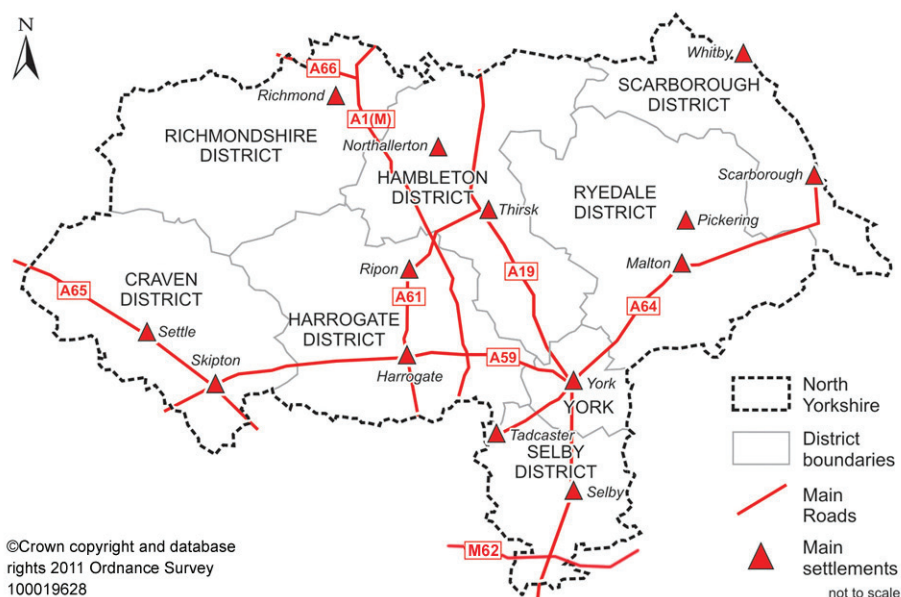 N
Whitby
A66
SCARBOROUGH
DISTRICT
Richmond
A1(M)
RICHMONDSHIRE
DISTRICT
Northallerton
HAMBLETON
DISTRICT
Scarborough
RYEDALE
DISTRICT
Thirsk
Pickering
Ripon
A19
Malton
CRAVEN
DISTRICT
A65
A61
A64
HARROGATE
DISTRICT
Settle
Skipton
A59
Harrogate
York
YORK
North
Yorkshire
Tadcaster
SELBY
DISTRICT
District
boundaries
Selby
Main
Roads
M62
Main
settlements
not to scale
©Crown copyright and database
rights 2011 Ordnance Survey
100019628